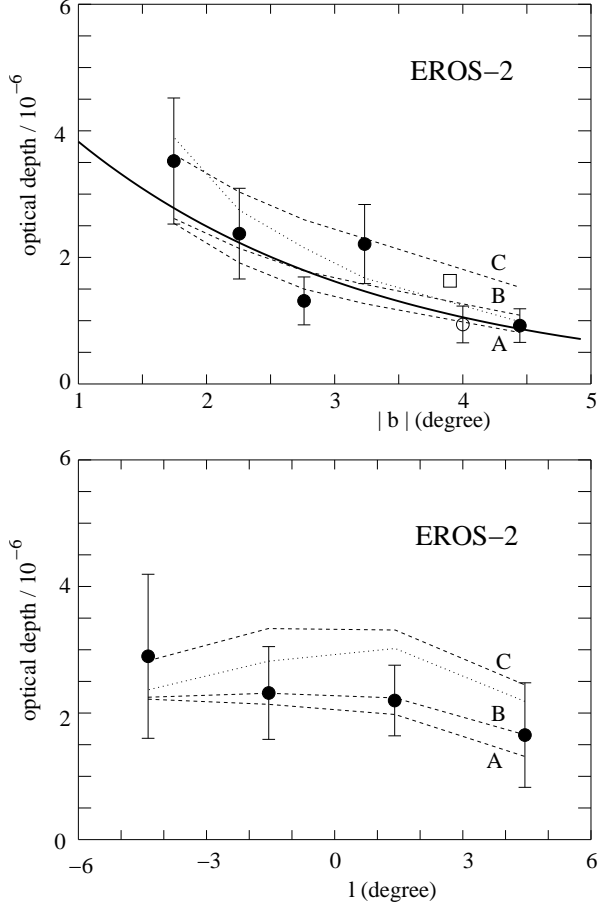 6
EROS−2
4
optical depth / 10⁻⁶
C
2
B
A
0
1 2 3 4 5
| b | (degree)
6
EROS−2
4
optical depth / 10⁻⁶
C
2
B
A
0
−6 −3 0 3 6
l (degree)